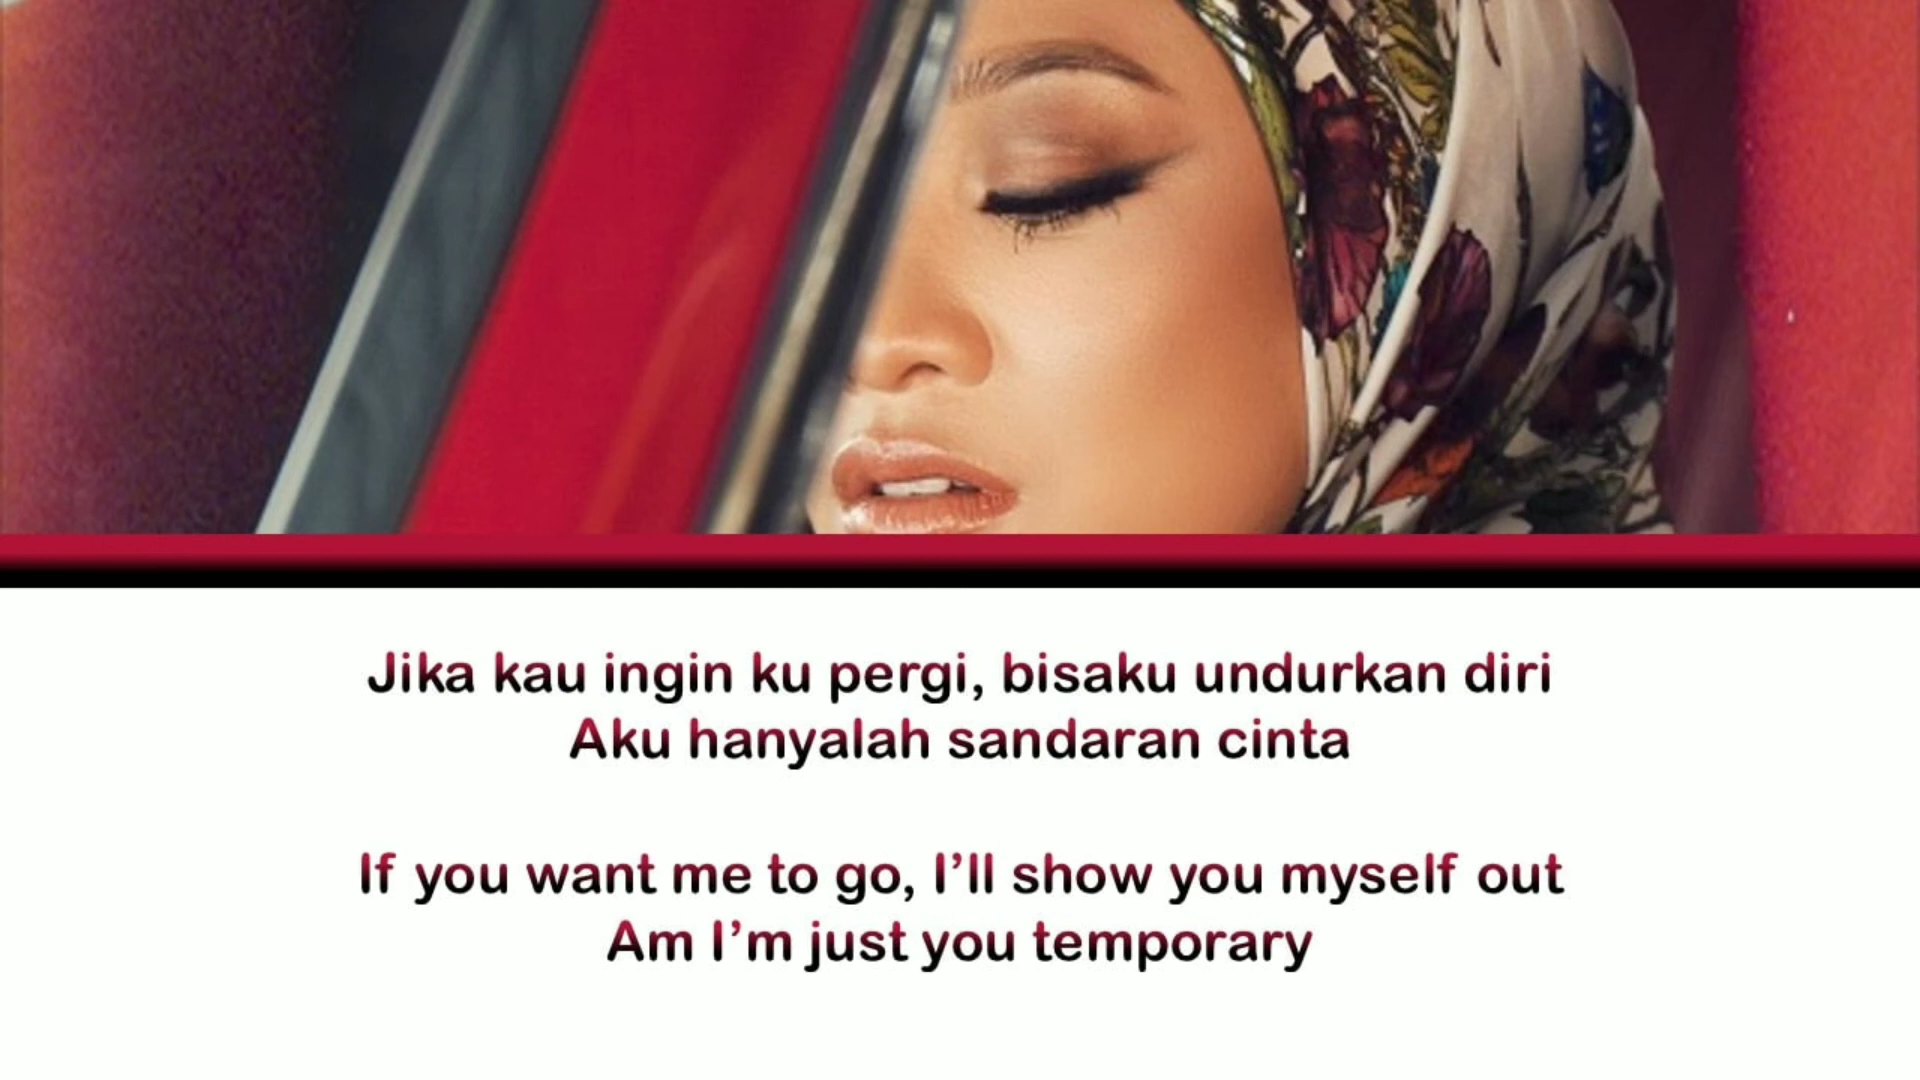 Jika kau ingin ku pergi, bisaku undurkan diri
Aku hanyalah sandaran cinta
If you want me to go, I’ll show you myself out
Am I’m just you temporary